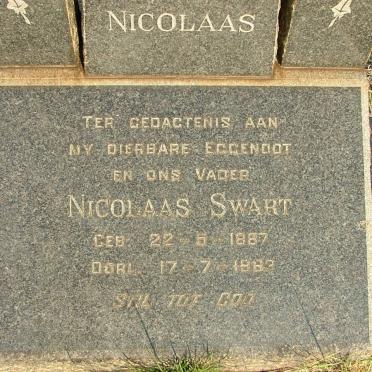 NICOLAAS
TER GEDAGTENIS AAN
MY DIERBARE EGGENOOT
EN ONS VADER
NICOLAAS SWART
GEB. 22-6-1887
OORL. 17-7-1963
STIL TOT GOD